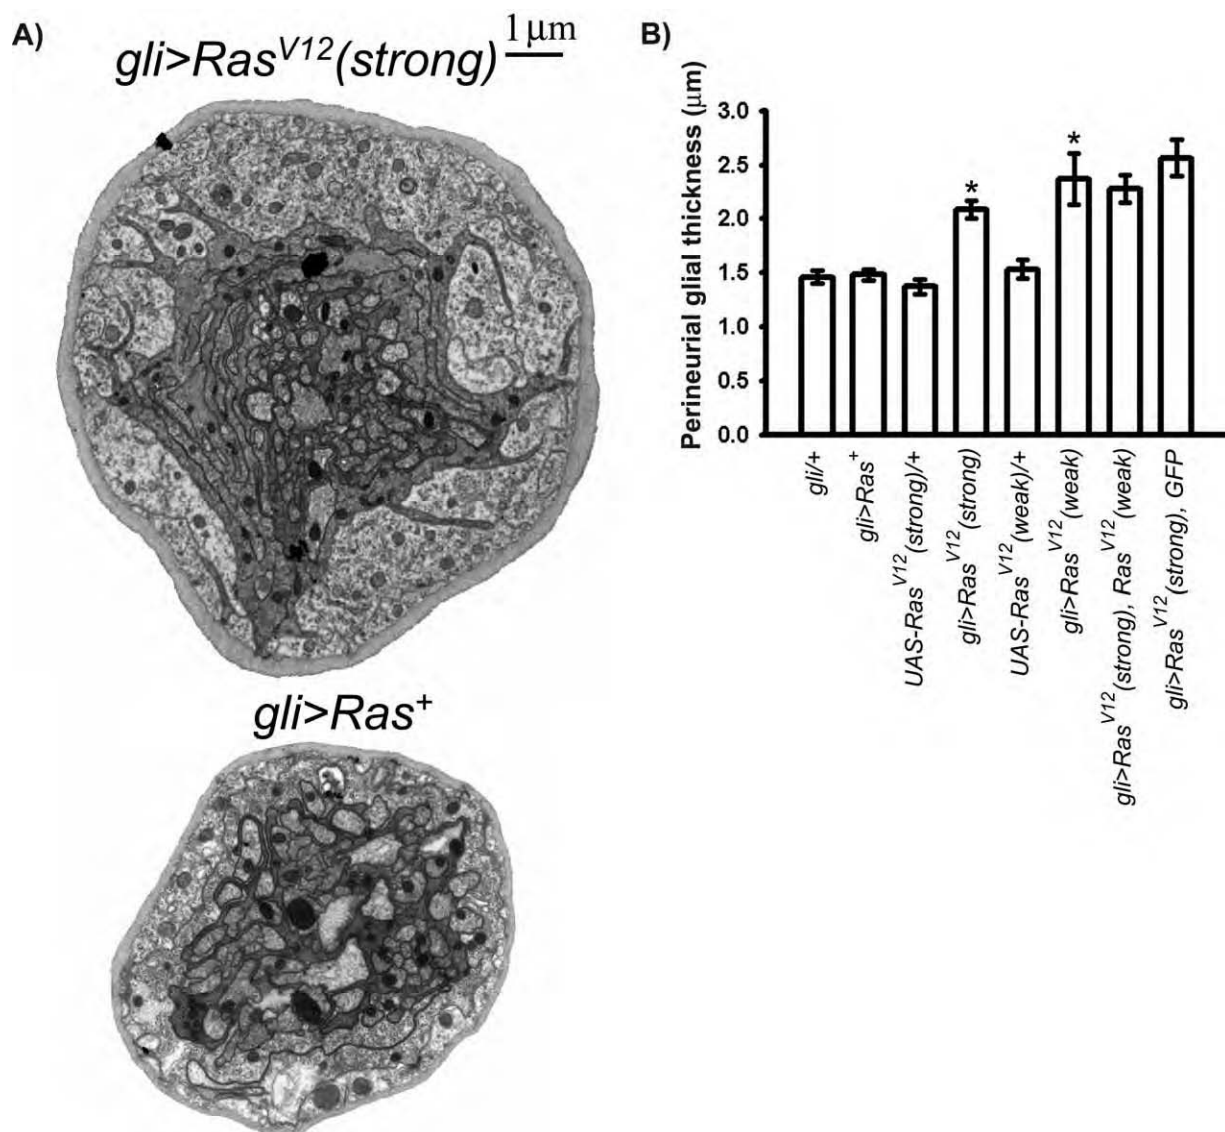 A)
gli>Ras^V12(strong)
1 μm
gli>Ras^+
B)
Perineurial glial thickness (μm)
3.0
2.5
2.0
1.5
1.0
0.5
0.0
*
*
gli/+
gli>Ras^+
UAS-Ras^V12(strong)/+
gli>Ras^V12(strong)
UAS-Ras^V12(weak)/+
gli>Ras^V12(weak)
gli>Ras^V12(strong), Ras^V12(weak)
gli>Ras^V12(strong), GFP